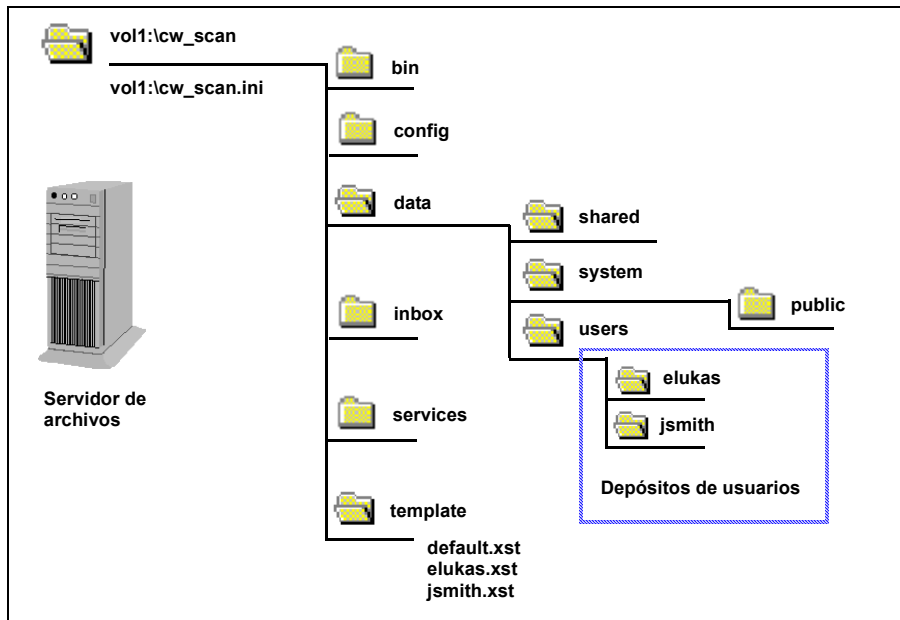 vol1:\cw_scan
vol1:\cw_scan.ini
bin
config
data
shared
system
public
users
elukas
jsmith
Depósitos de usuarios
inbox
services
template
default.xst
elukas.xst
jsmith.xst
Servidor de
archivos